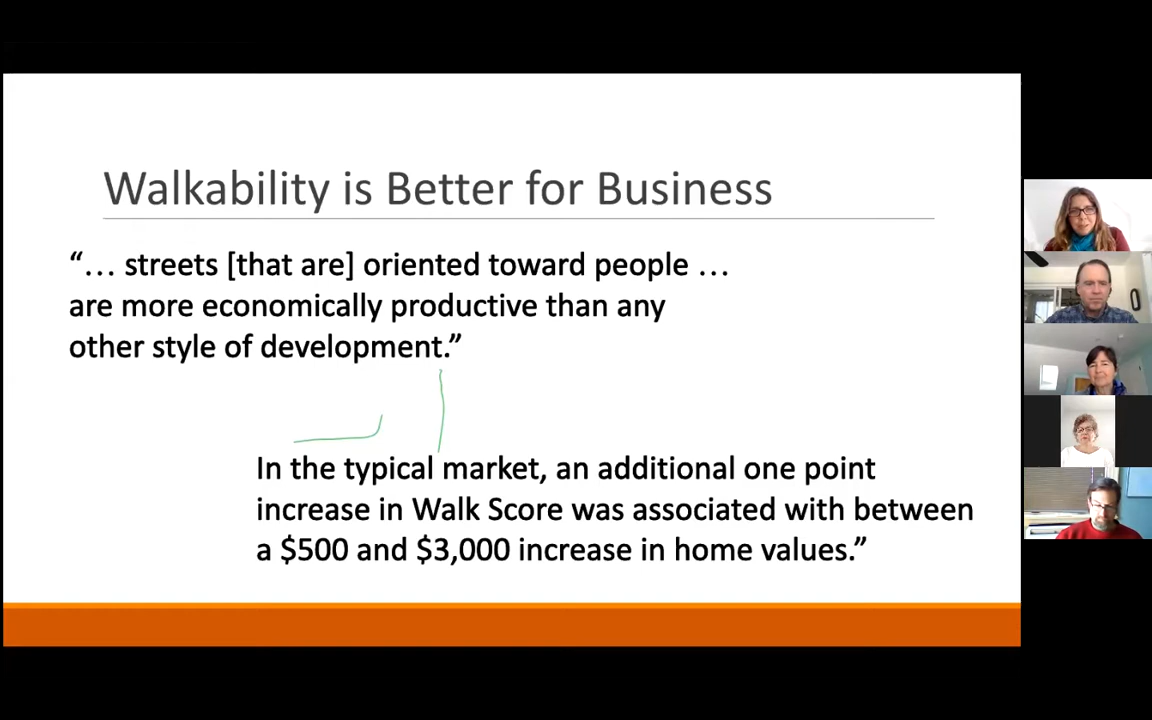 Walkability is Better for Business
“… streets [that are] oriented toward people …
are more economically productive than any
other style of development.”
In the typical market, an additional one point
increase in Walk Score was associated with between
a $500 and $3,000 increase in home values.”